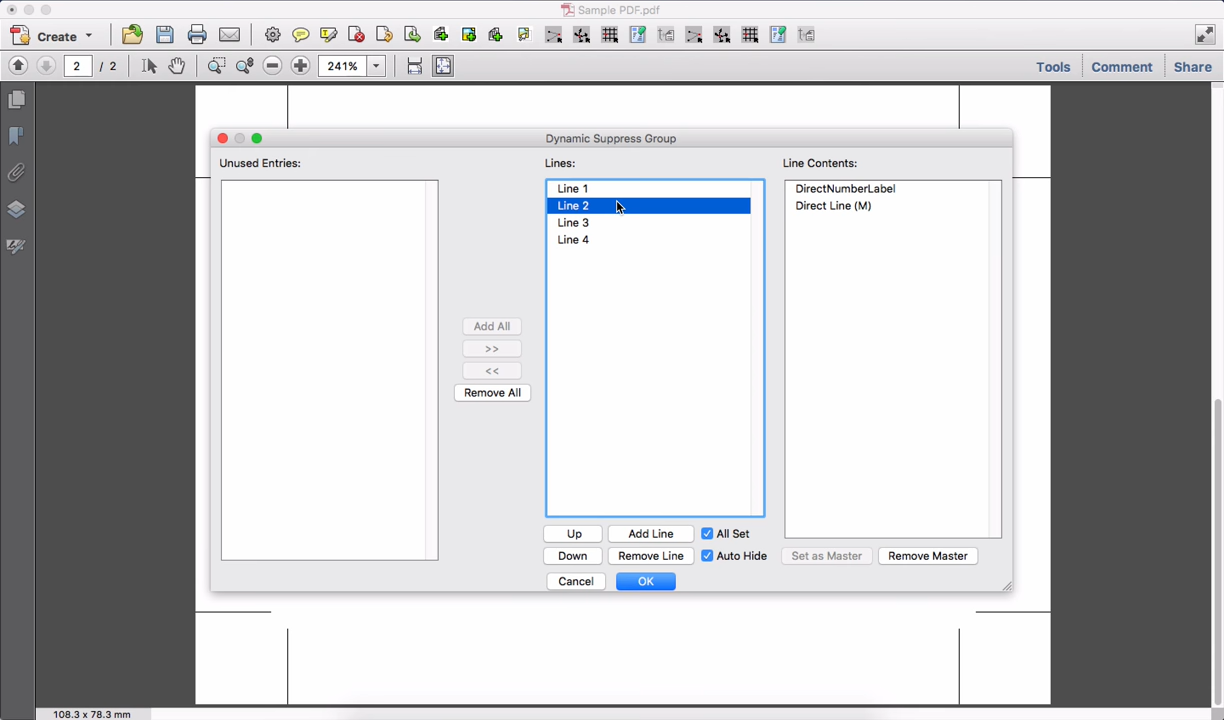 Sample PDF.pdf
Create
2 / 2
241%
Tools
Comment
Share
Dynamic Suppress Group
Unused Entries:
Lines:
Line Contents:
Line 1
Line 2
Line 3
Line 4
DirectNumberLabel
Direct Line (M)
Add All
>>
<<
Remove All
Up
Add Line
All Set
Down
Remove Line
Auto Hide
Set as Master
Remove Master
Cancel
OK
108.3 x 78.3 mm